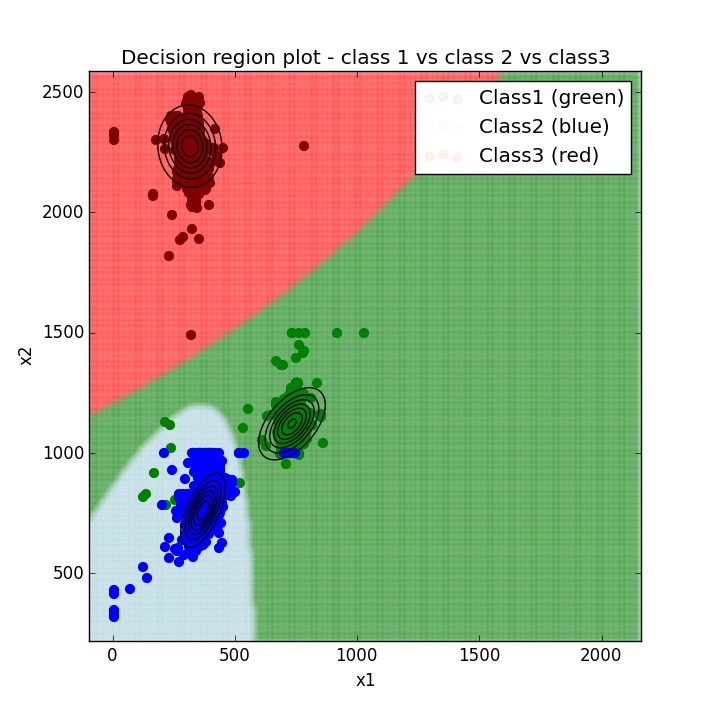 Decision region plot - class 1 vs class 2 vs class3
Class1 (green)
Class2 (blue)
Class3 (red)
2500
2000
1500
1000
500
x2
0 500 1000 1500 2000
x1